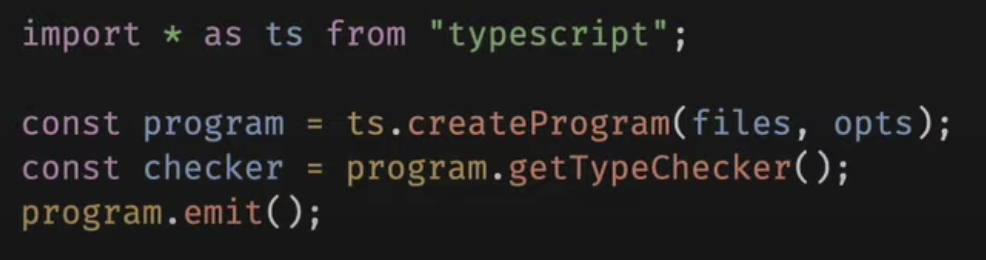 import * as ts from "typescript";
const program = ts.createProgram(files, opts);
const checker = program.getTypeChecker();
program.emit();